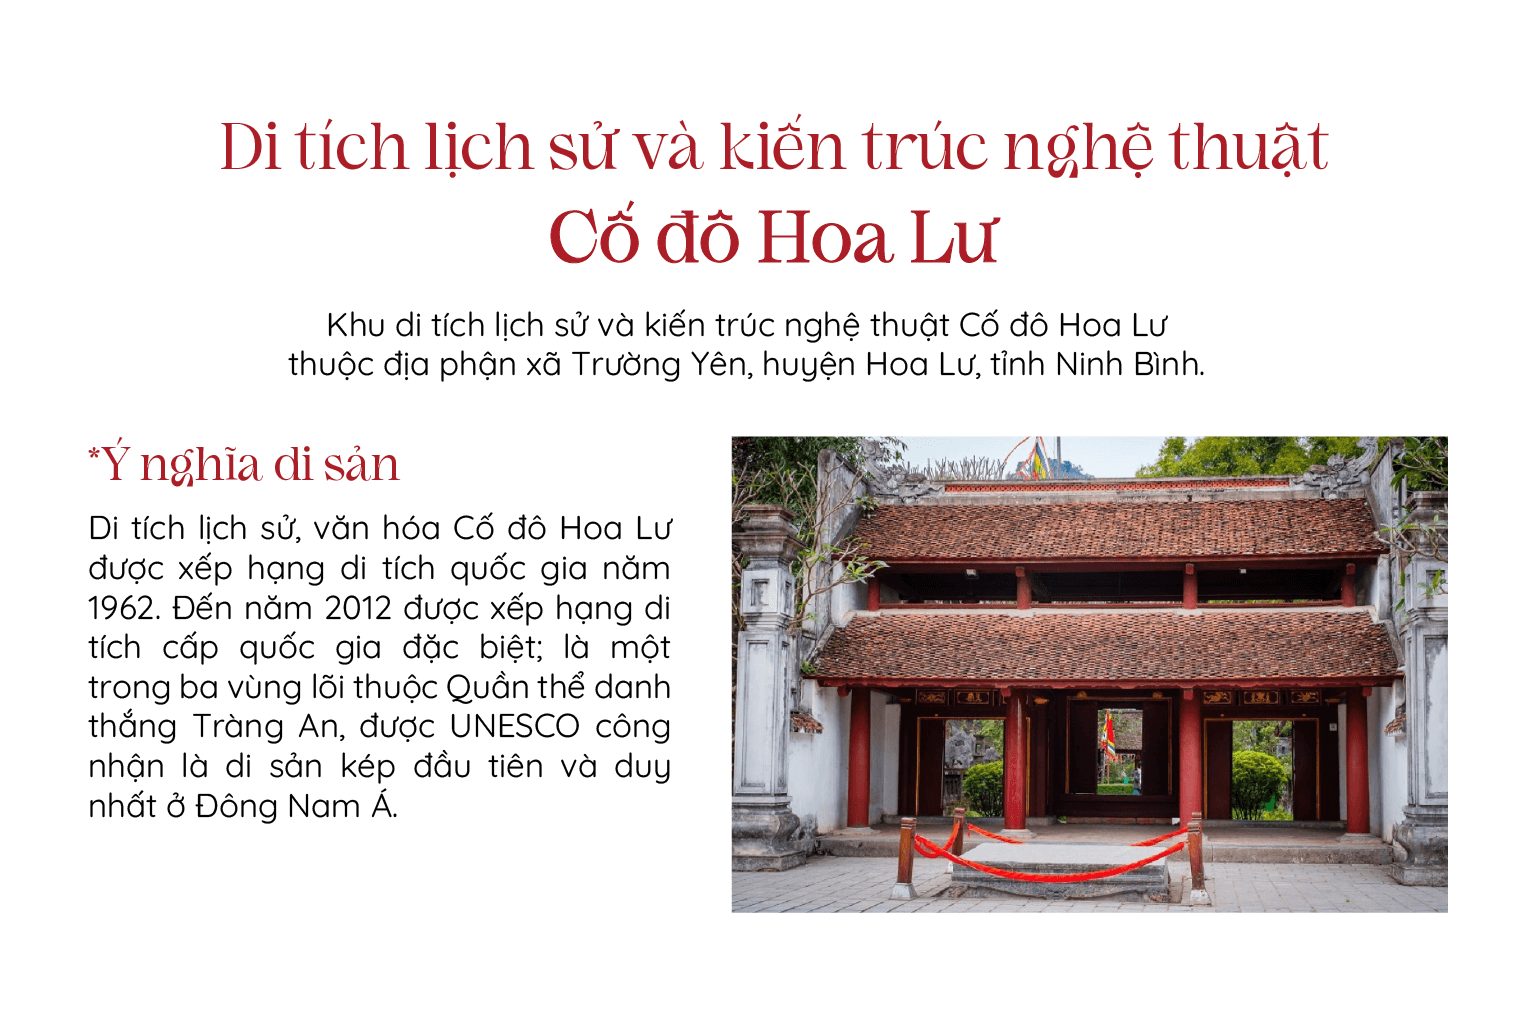 Di tích lịch sử và kiến trúc nghệ thuật
Cố đô Hoa Lư
Khu di tích lịch sử và kiến trúc nghệ thuật Cố đô Hoa Lư
thuộc địa phận xã Trường Yên, huyện Hoa Lư, tỉnh Ninh Bình.
*Ý nghĩa di sản
Di tích lịch sử, văn hóa Cố đô Hoa Lư
được xếp hạng di tích quốc gia năm
1962. Đến năm 2012 được xếp hạng di
tích cấp quốc gia đặc biệt; là một
trong ba vùng lõi thuộc Quần thể danh
thắng Tràng An, được UNESCO công
nhận là di sản kép đầu tiên và duy
nhất ở Đông Nam Á.